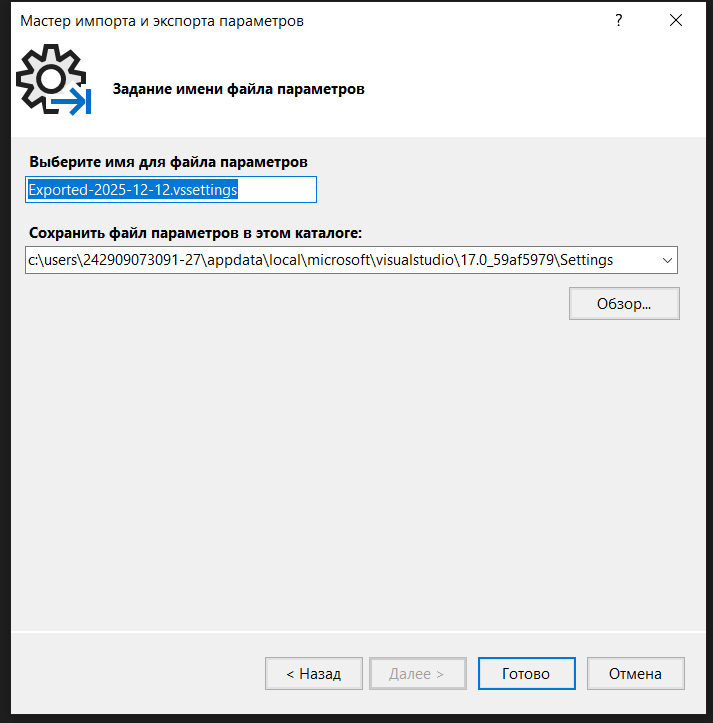 Мастер импорта и экспорта параметров
?
Задание имени файла параметров
Выберите имя для файла параметров
Exported-2025-12-12.vssettings
Сохранить файл параметров в этом каталоге:
c:\users\242909073091-27\appdata\local\microsoft\visualstudio\17.0_59af5979\Settings
Обзор...
< Назад
Далее >
Готово
Отмена